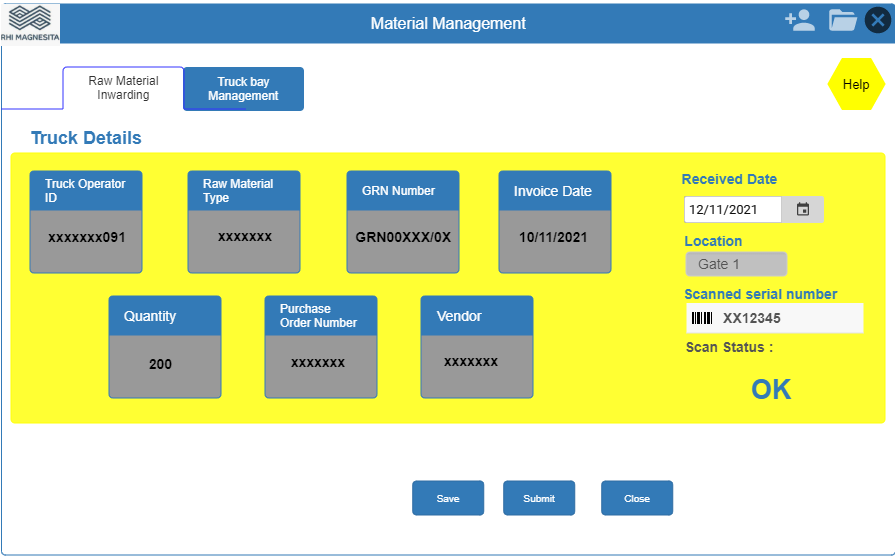 RHI MAGNESITA
Material Management
Raw Material
Inwarding
Truck bay
Management
Help
Truck Details
Truck Operator
ID
xxxxxxx091
Raw Material
Type
xxxxxxx
GRN Number
GRN00XXX/0X
Invoice Date
10/11/2021
Received Date
12/11/2021
Location
Gate 1
Scanned serial number
XX12345
Scan Status :
OK
Quantity
200
Purchase
Order Number
xxxxxxx
Vendor
xxxxxxx
Save
Submit
Close